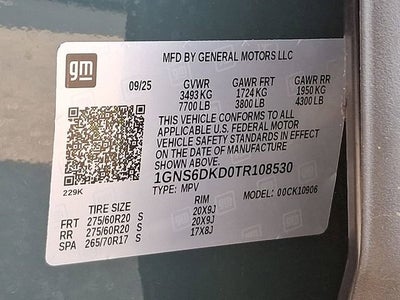 gm
MFD BY GENERAL MOTORS LLC
09/25 GVWR GAWR FRT GAWR RR
3493 KG 1724 KG 1950 KG
7700 LB 3800 LB 4300 LB
THIS VEHICLE CONFORMS TO ALL
APPLICABLE U.S. FEDERAL MOTOR
VEHICLE SAFETY STANDARDS IN EFFECT
ON THE DATE OF MANUFACTURE
SHOWN ABOVE.
1GNS6DKD0TR108530
229K TYPE: MPV MODEL: 00CK10906
TIRE SIZE RIM
FRT 275/60R20 S 20X9J
RR 275/60R20 S 20X9J
SPA 265/70R17 S 17X8J